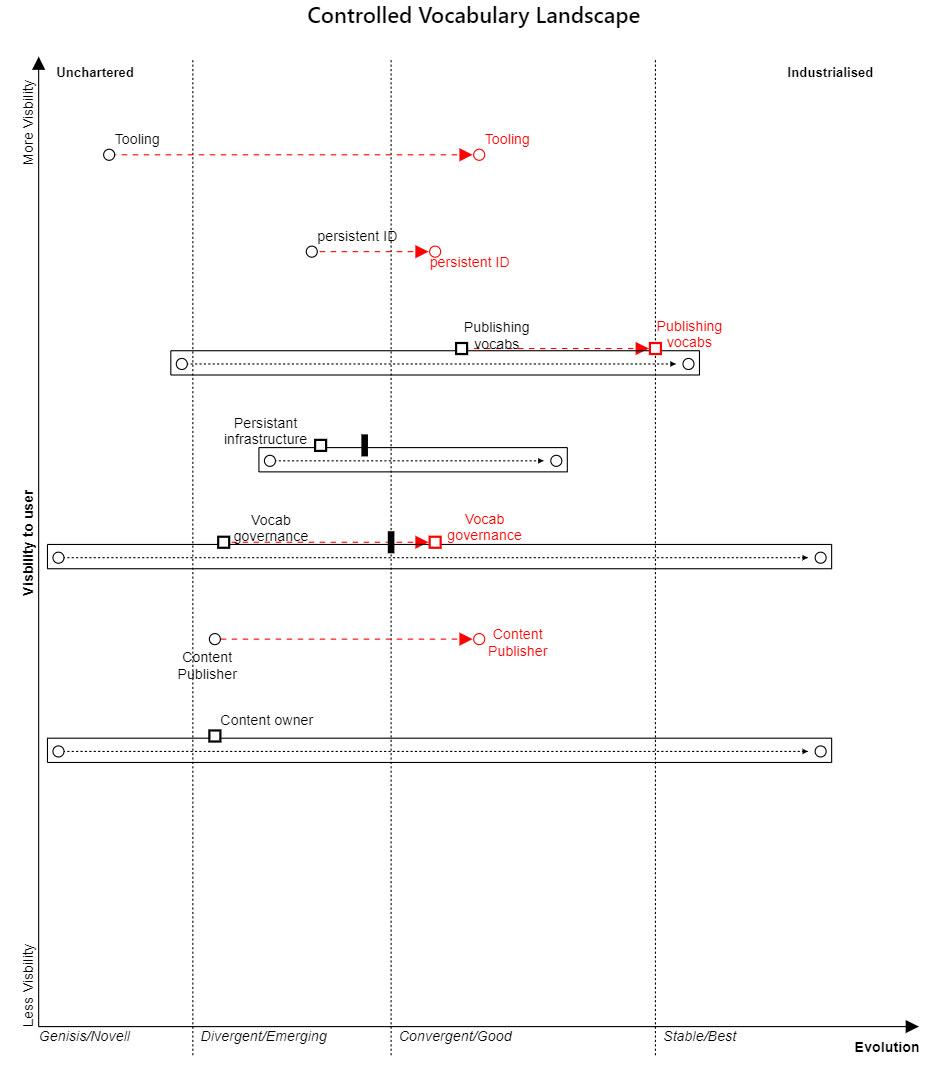 Controlled Vocabulary Landscape
Unchartered
Industrialised
More Visbility
Tooling
Tooling
persistent ID
persistent ID
Publishing
vocabs
Publishing
vocabs
Persistant
infrastructure
Visbility to user
Vocab
governance
Vocab
governance
Content
Publisher
Content
Publisher
Content owner
Less Visbility
Genisis/Novell
Divergent/Emerging
Convergent/Good
Stable/Best
Evolution